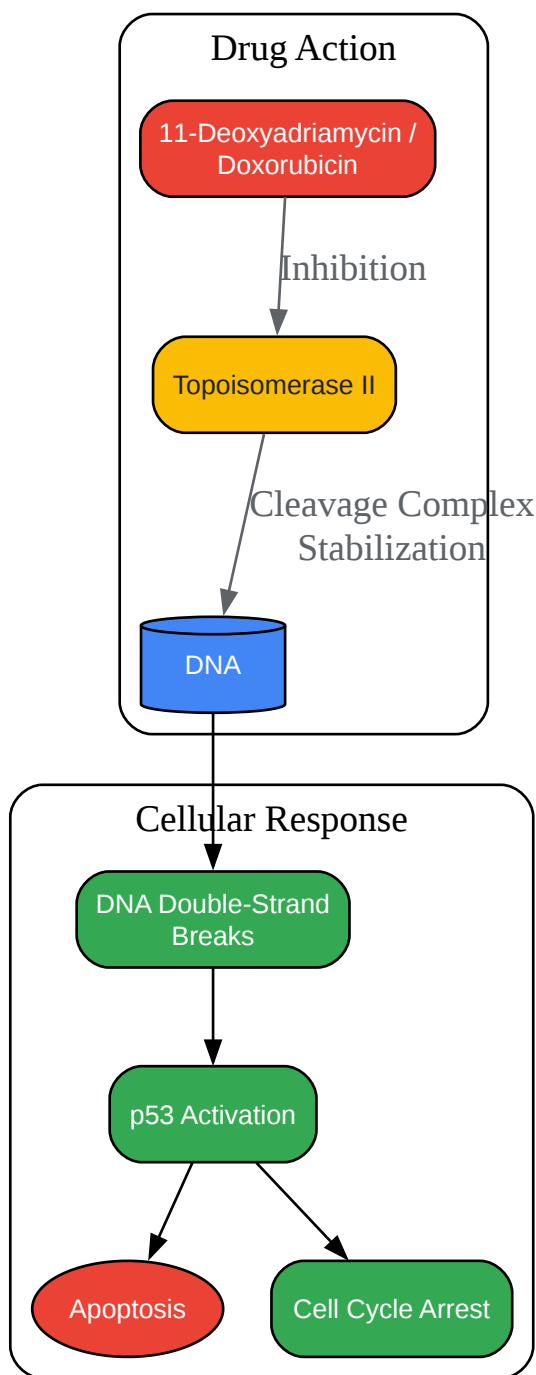 Drug Action
11-Deoxyadriamycin /
Doxorubicin
Inhibition
Topoisomerase II
Cleavage Complex
Stabilization
DNA
Cellular Response
DNA Double-Strand
Breaks
p53 Activation
Apoptosis
Cell Cycle Arrest